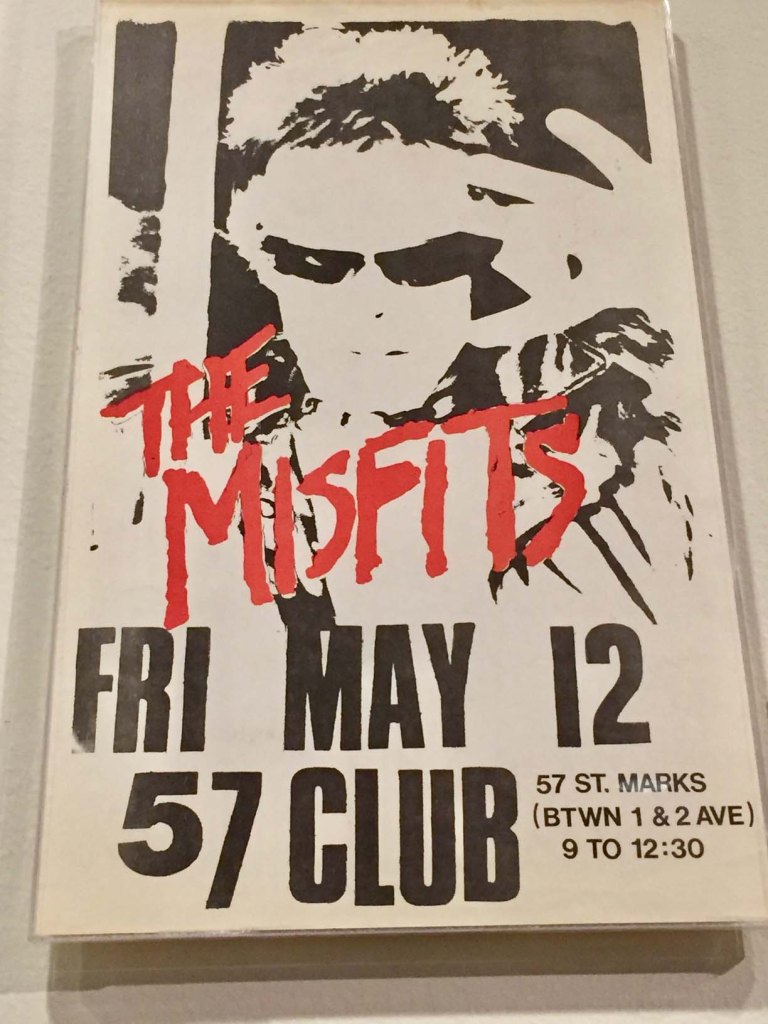 THE
MISFITS
FRI MAY 12
57 CLUB
57 ST. MARKS
(BTWN 1 & 2 AVE)
9 TO 12:30